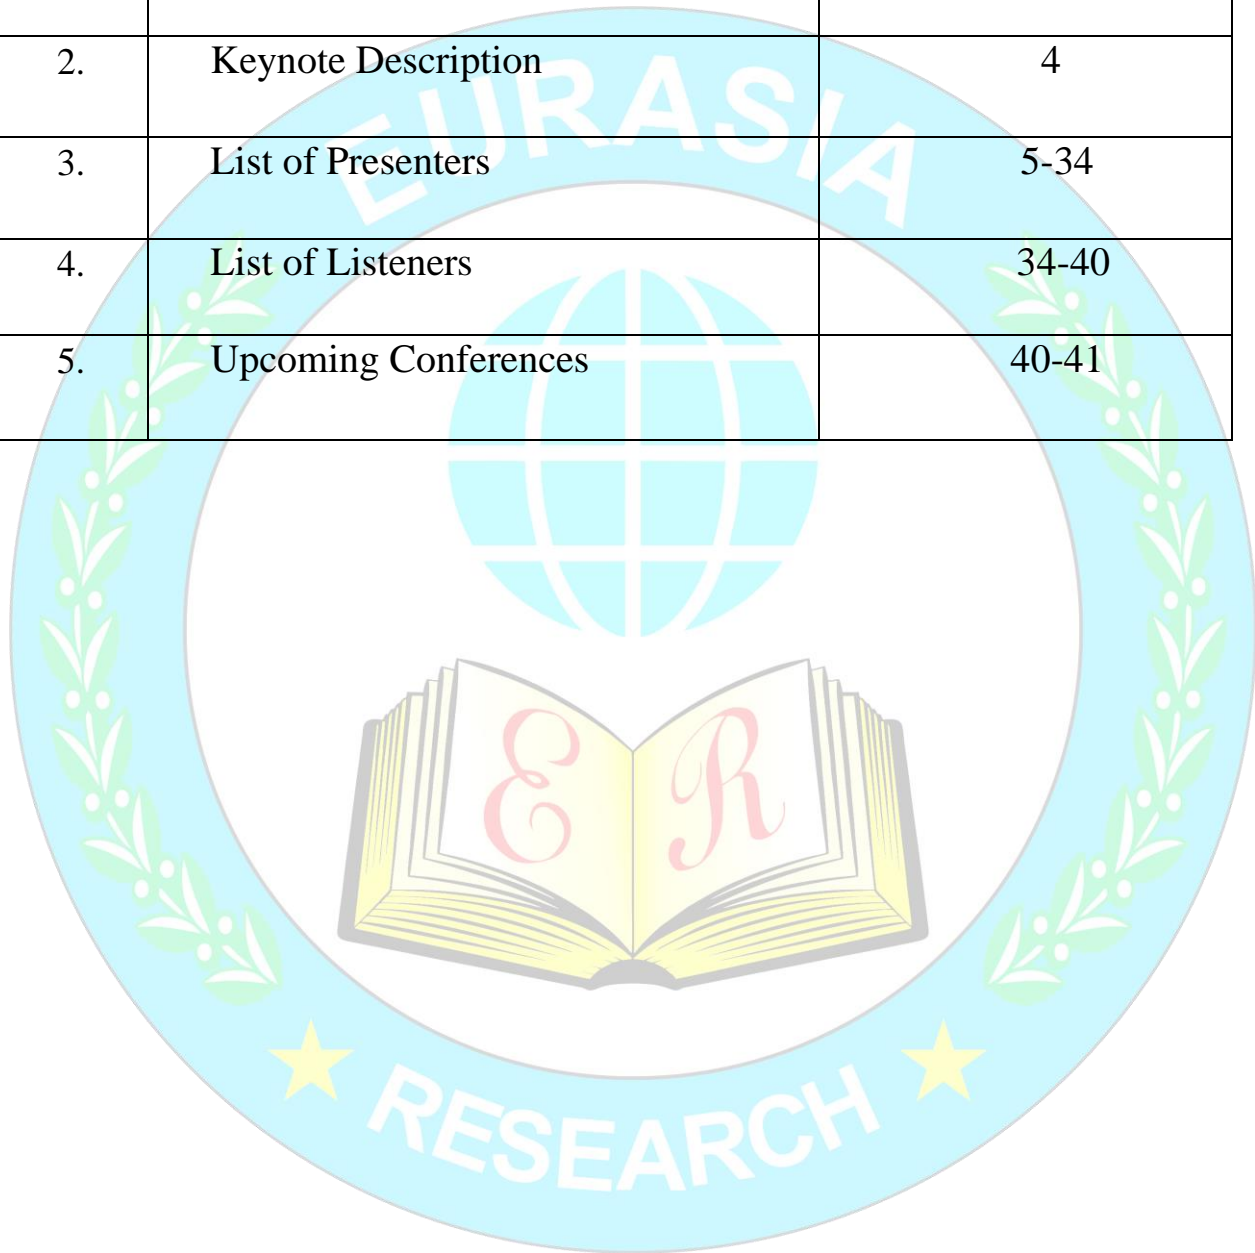 2. Keynote Description 4
3. List of Presenters 5-34
4. List of Listeners 34-40
5. Upcoming Conferences 40-41
EURASIA
E R
RESEARCH